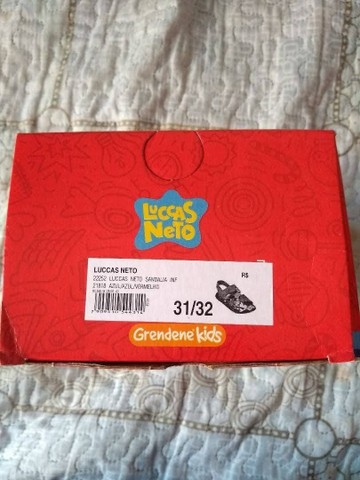 LUCCAS
NETO
LUCCAS NETO
R$
22252 LUCCAS NETO SANDALIA INF
21818 AZUL/AZUL/VERMELHO
31/32
Grendene kids